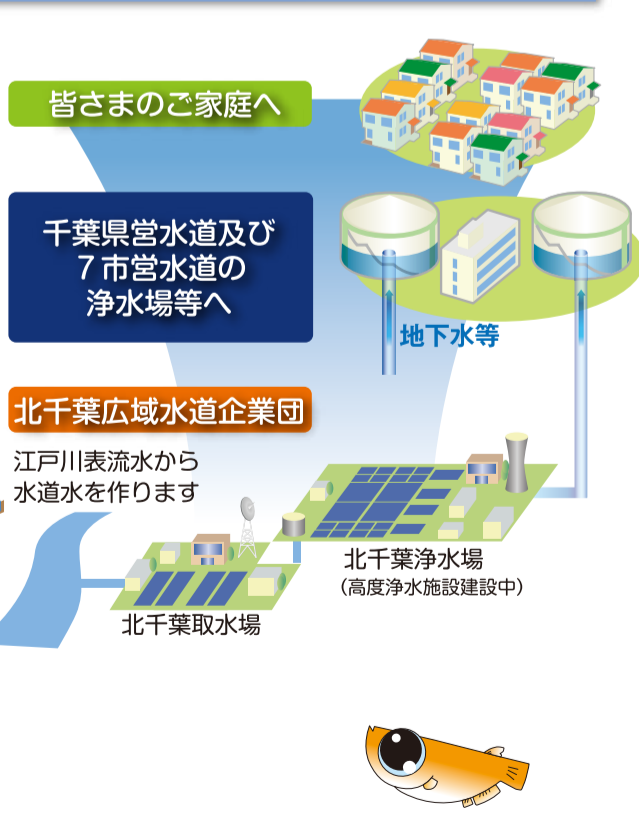 皆さまのご家庭へ
千葉県営水道及び
７市営水道の
浄水場等へ
地下水等
北千葉広域水道企業団
江戸川表流水から
水道水を作ります
北千葉浄水場
（高度浄水施設建設中）
北千葉取水場